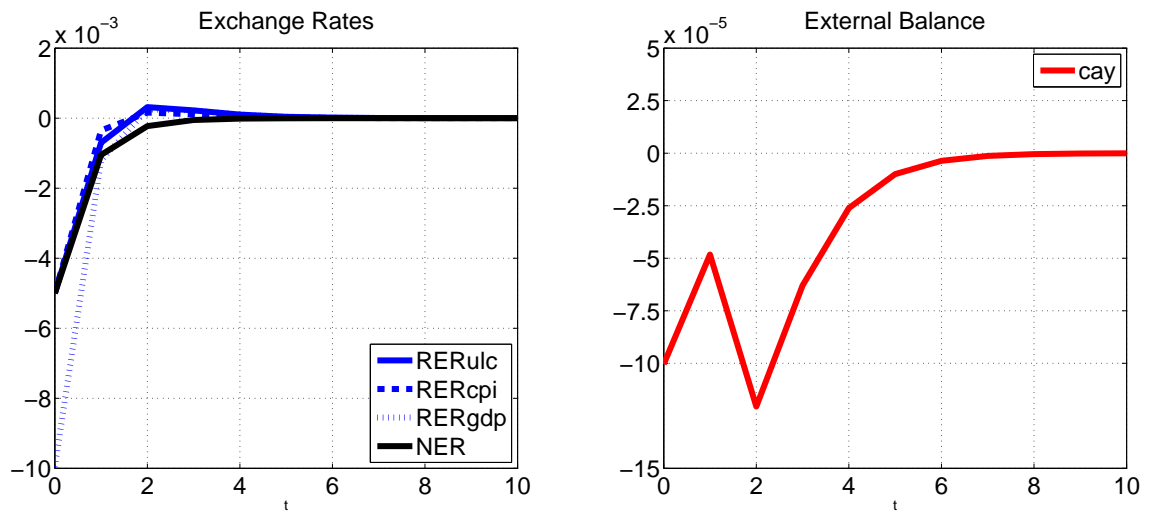 Exchange Rates
x 10⁻³
2
0
−2
−4
−6
−8
−10
0 2 4 6 8 10
t
RERulc
RERcpi
RERgdp
NER
External Balance
x 10⁻⁵
5
2.5
0
−2.5
−5
−7.5
−10
−15
0 2 4 6 8 10
t
cay